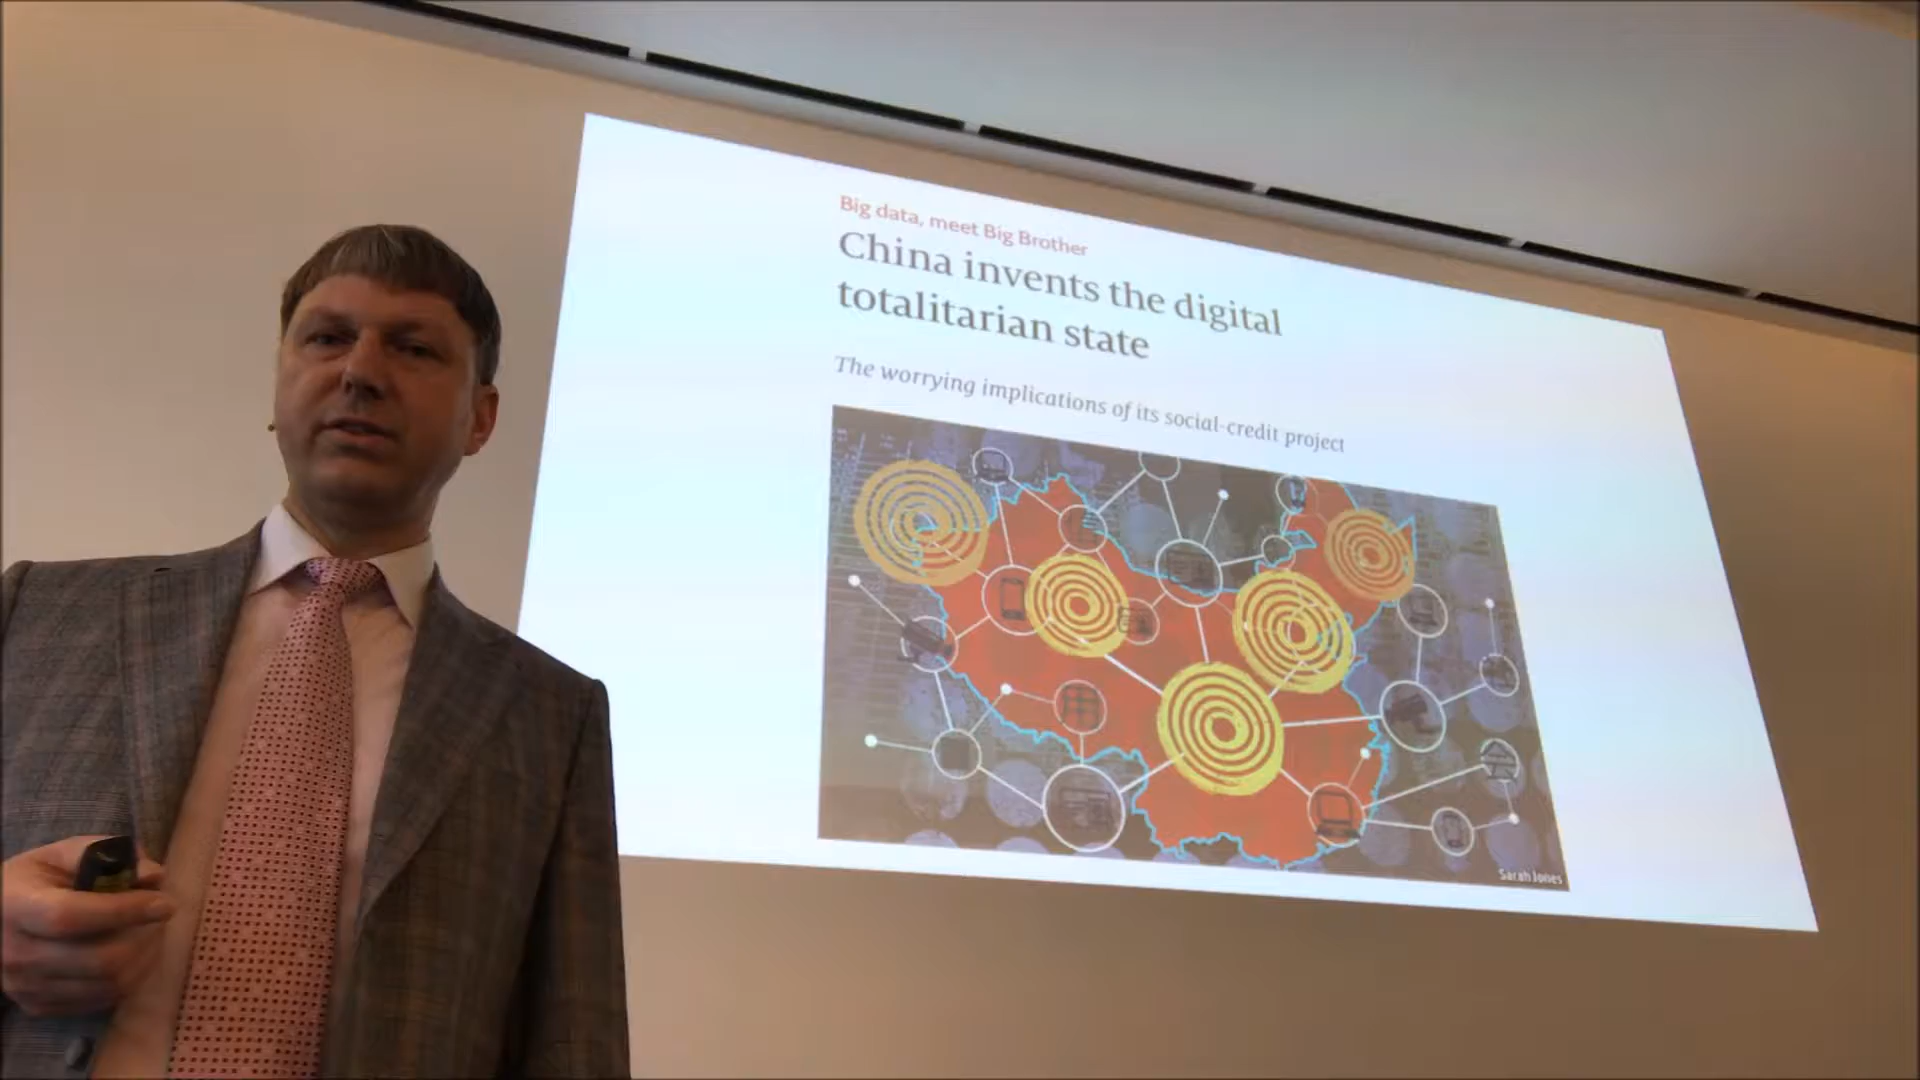 Big data, meet Big Brother
China invents the digital
totalitarian state
The worrying implications of its social-credit project
Sarah Jones